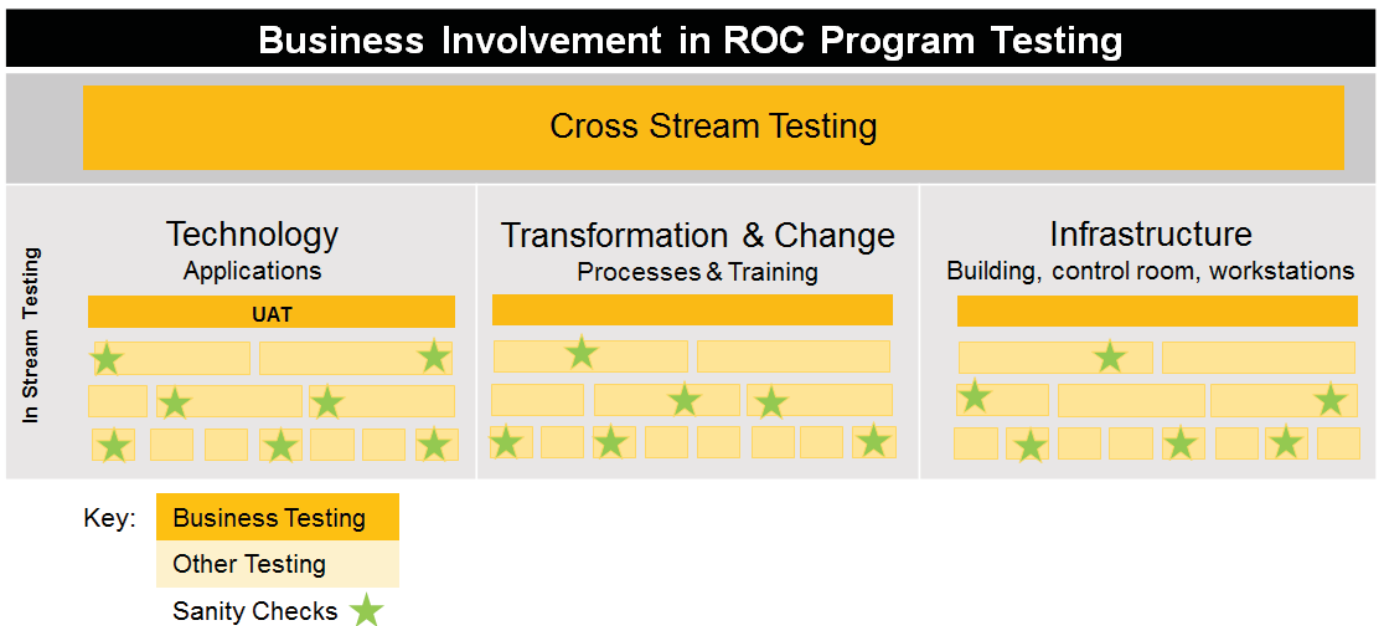 Business Involvement in ROC Program Testing
Cross Stream Testing
In Stream Testing
Technology
Applications
UAT
Transformation & Change
Processes & Training
Infrastructure
Building, control room, workstations
Key:
Business Testing
Other Testing
Sanity Checks